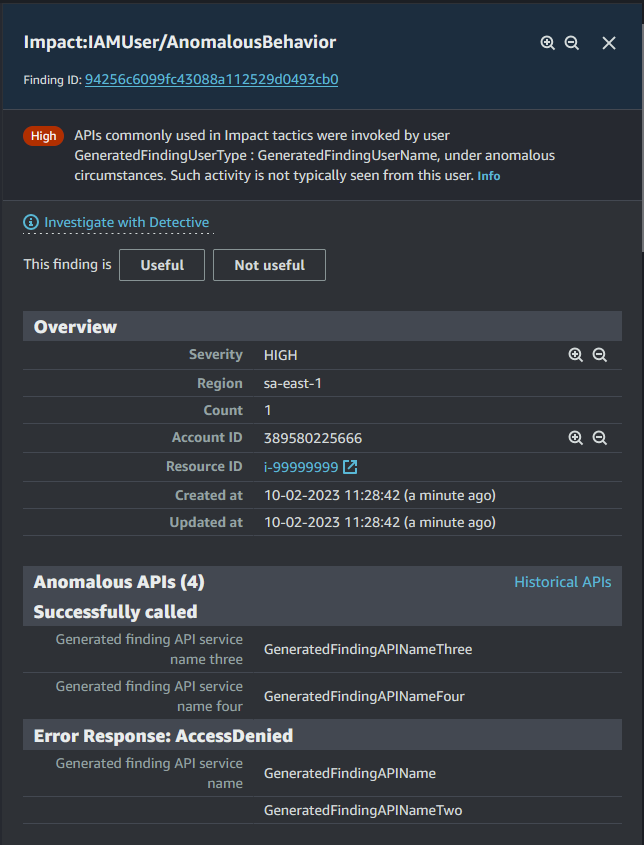 Impact:IAMUser/AnomalousBehavior
Finding ID: 94256c6099fc43088a112529d0493cb0
High
APIs commonly used in Impact tactics were invoked by user
GeneratedFindingUserType : GeneratedFindingUserName, under anomalous
circumstances. Such activity is not typically seen from this user. Info
Investigate with Detective
This finding is Useful Not useful
Overview
Severity HIGH
Region sa-east-1
Count 1
Account ID 389580225666
Resource ID i-99999999
Created at 10-02-2023 11:28:42 (a minute ago)
Updated at 10-02-2023 11:28:42 (a minute ago)
Anomalous APIs (4) Historical APIs
Successfully called
Generated finding API service
name three
GeneratedFindingAPINameThree
Generated finding API service
name four
GeneratedFindingAPINameFour
Error Response: AccessDenied
Generated finding API service
name
GeneratedFindingAPIName
GeneratedFindingAPINameTwo